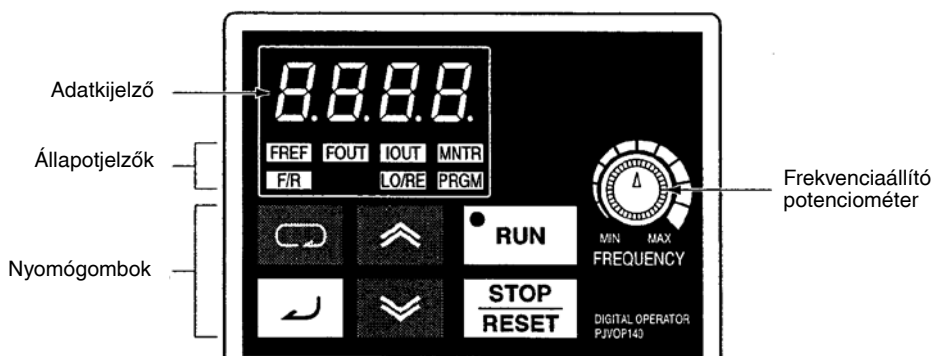 Adatkijelző
8.8.8.8.
Állapotjelzők
FREF FOUT IOUT MNTR
F/R LO/RE PRGM
Frekvenciaállító
potenciométer
MIN MAX
FREQUENCY
Nyomógombok
RUN
STOP
RESET
DIGITAL OPERATOR
PJVOP140